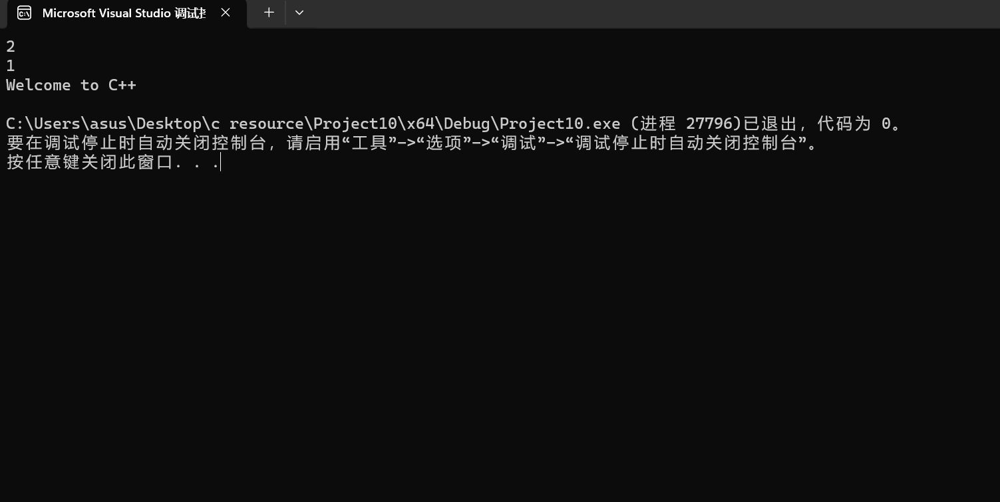 Microsoft Visual Studio 调试
2
1
Welcome to C++
C:\Users\asus\Desktop\c resource\Project10\x64\Debug\Project10.exe (进程 27796)已退出，代码为 0。
要在调试停止时自动关闭控制台，请启用“工具”->“选项”->“调试”->“调试停止时自动关闭控制台”。
按任意键关闭此窗口. . .